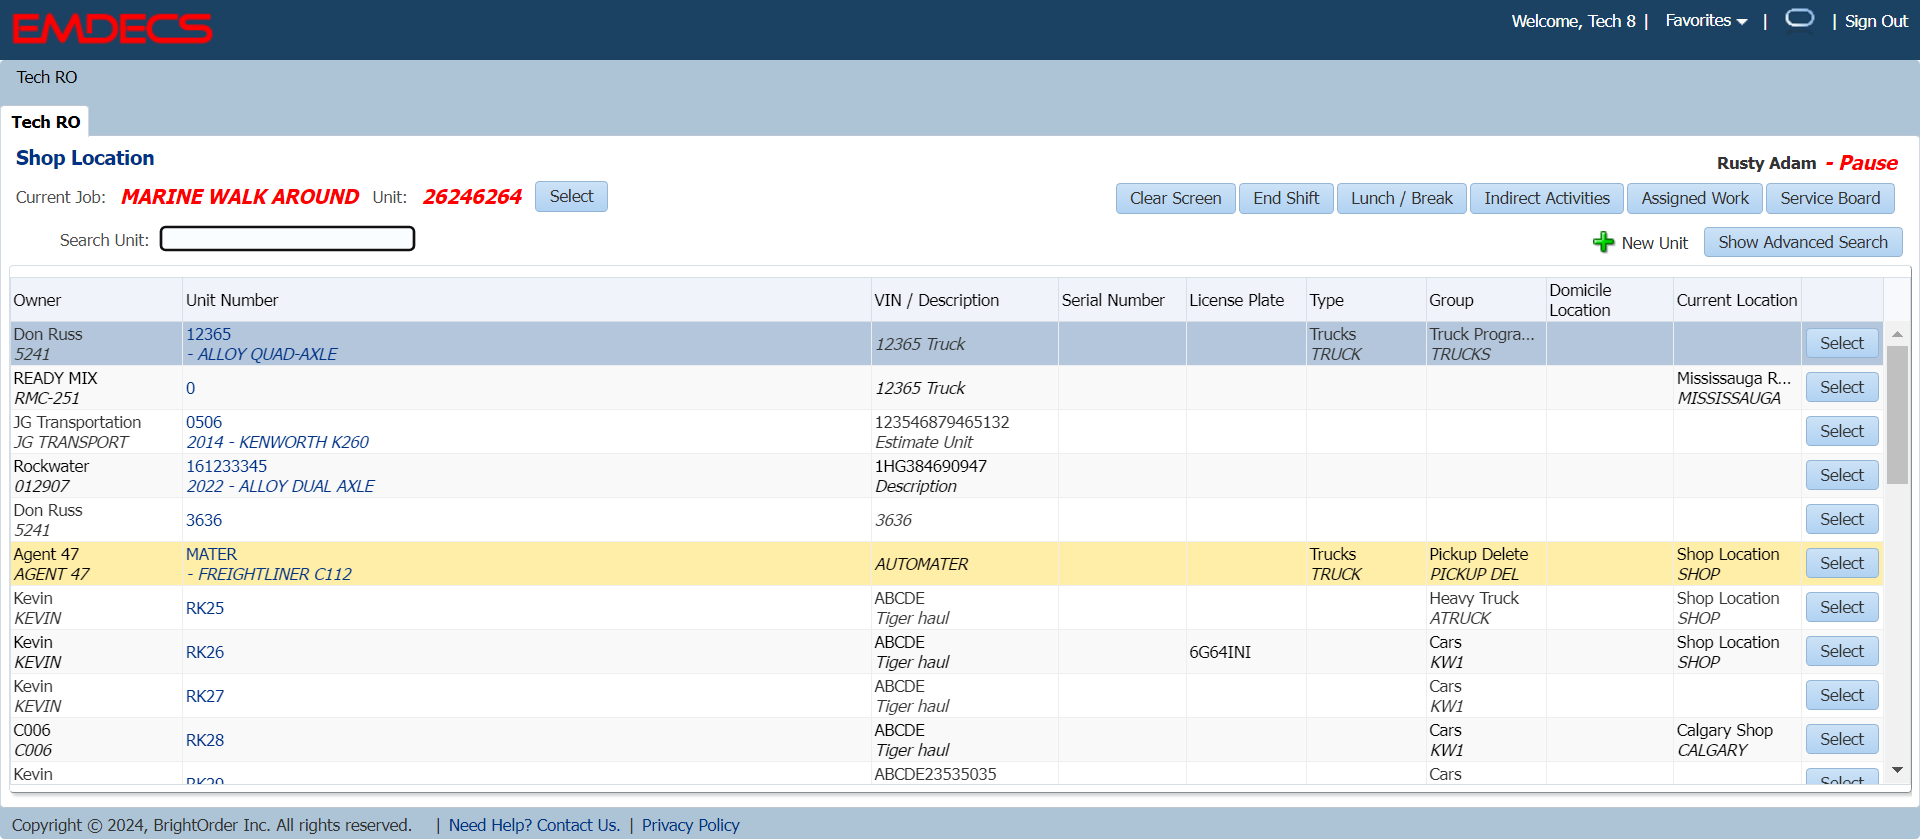 EMDECS
Welcome, Tech 8 | Favorites | | Sign Out
Tech RO
Tech RO
Shop Location
Rusty Adam - Pause
Current Job: MARINE WALK AROUND Unit: 26246264 Select
Clear Screen End Shift Lunch / Break Indirect Activities Assigned Work Service Board
Search Unit:
New Unit Show Advanced Search
Owner Unit Number VIN / Description Serial Number License Plate Type Group Domicile Location Current Location
Don Russ 12365 Trucks Truck Progra...
5241 - ALLOY QUAD-AXLE 12365 Truck TRUCK TRUCKS Select
READY MIX Mississauga R...
RMC-251 0 12365 Truck MISSISSAUGA Select
JG Transportation 0506 123546879465132
JG TRANSPORT 2014 - KENWORTH K260 Estimate Unit Select
Rockwater 161233345 1HG384690947
012907 2022 - ALLOY DUAL AXLE Description Select
Don Russ
5241 3636 3636 Select
Agent 47 MATER Trucks Pickup Delete Shop Location
AGENT 47 - FREIGHTLINER C112 AUTOMATER TRUCK PICKUP DEL SHOP Select
Kevin ABCDE Heavy Truck Shop Location
KEVIN RK25 Tiger haul ATRUCK SHOP Select
Kevin ABCDE Cars Shop Location
KEVIN RK26 Tiger haul 6G64INI KW1 SHOP Select
Kevin ABCDE Cars
KEVIN RK27 Tiger haul KW1 Select
C006 ABCDE Cars Calgary Shop
C006 RK28 Tiger haul KW1 CALGARY Select
Kevin RK29 ABCDE23535035 Cars Select
Copyright © 2024, BrightOrder Inc. All rights reserved. | Need Help? Contact Us. | Privacy Policy